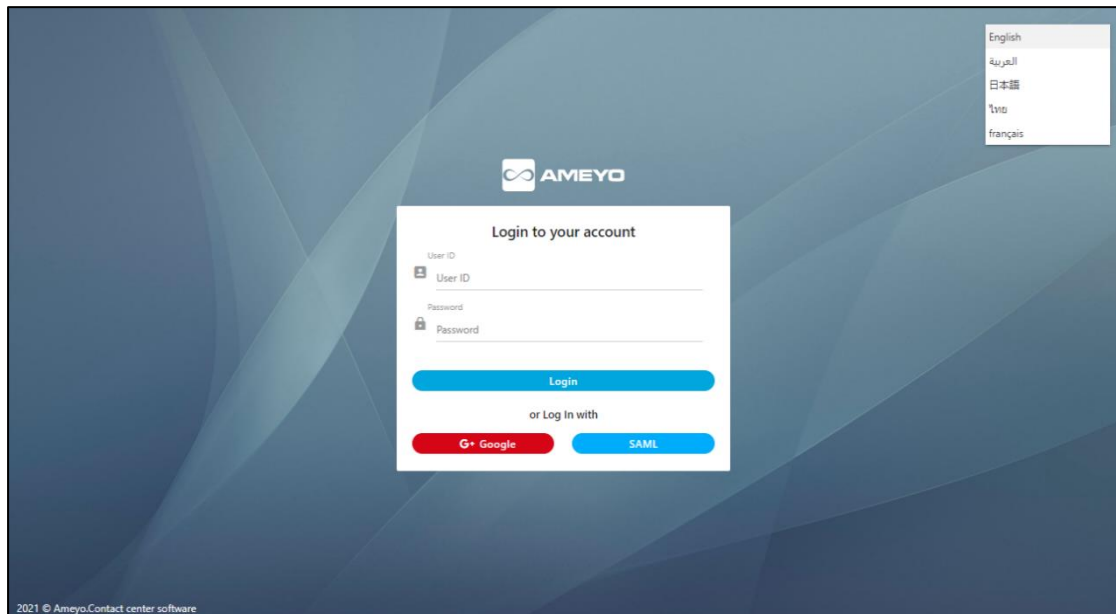 English
العربية
日本語
ไทย
français
AMEYO
Login to your account
User ID
User ID
Password
Password
Login
or Log In with
G+ Google
SAML
2021 © Ameyo.Contact center software